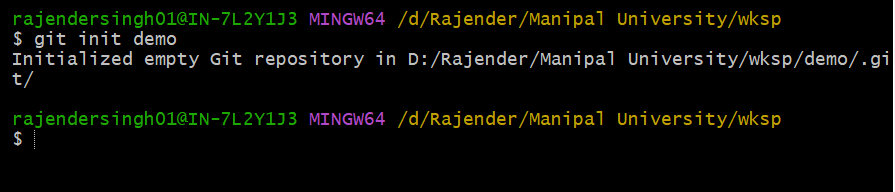 rajendersingh01@IN-7L2Y1J3 MINGW64 /d/Rajender/Manipal University/wksp
$ git init demo
Initialized empty Git repository in D:/Rajender/Manipal University/wksp/demo/.gi
t/
rajendersingh01@IN-7L2Y1J3 MINGW64 /d/Rajender/Manipal University/wksp
$